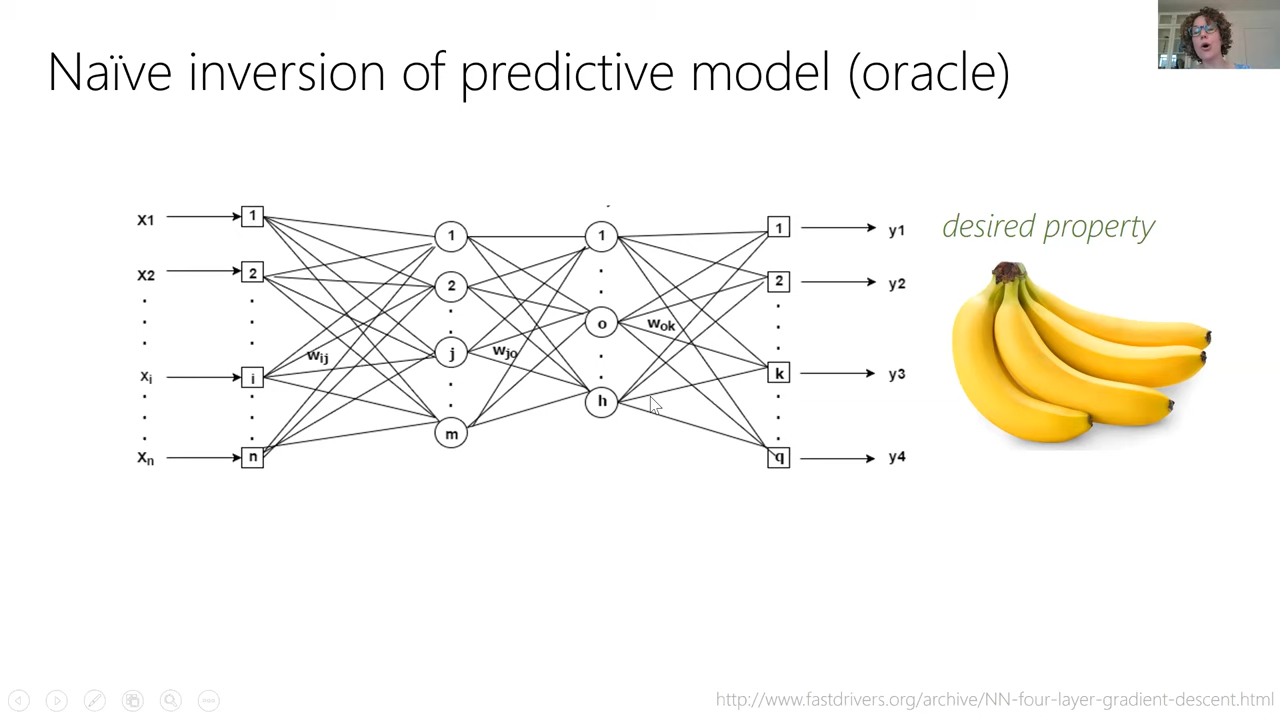 Naïve inversion of predictive model (oracle)
X1 1 1 1 1 y1
desired property
X2 2 2 2 y2
o wok
wij j wjo
xi i k y3
h
m
Xn n q y4
http://www.fastdrivers.org/archive/NN-four-layer-gradient-descent.html